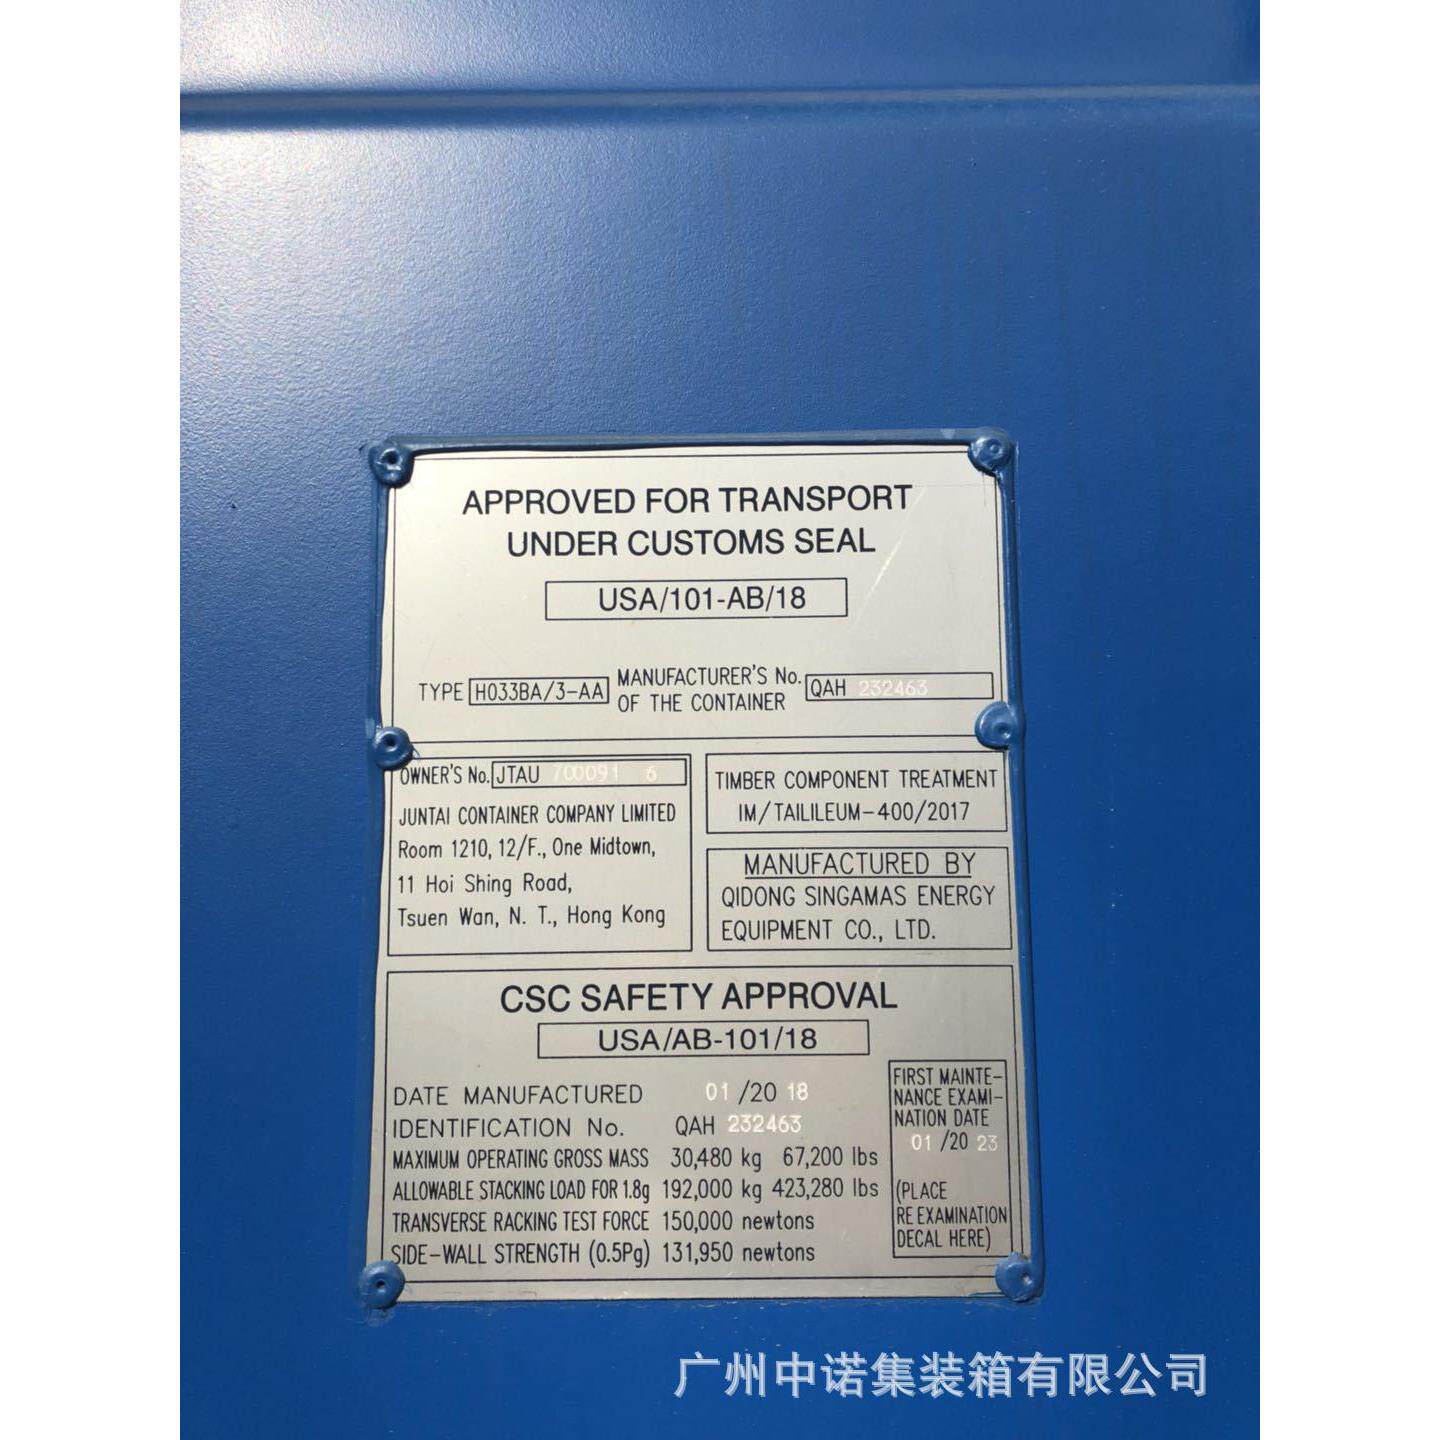 APPROVED FOR TRANSPORT
UNDER CUSTOMS SEAL
USA/101-AB/18
TYPE H033BA/3-AA
MANUFACTURER'S No.
OF THE CONTAINER
QAH 232463
OWNER'S No. JTAU 700091 6
JUNTAI CONTAINER COMPANY LIMITED
Room 1210, 12/F., One Midtown,
11 Hoi Shing Road,
Tsuen Wan, N. T., Hong Kong
TIMBER COMPONENT TREATMENT
IM/TAILILEUM-400/2017
MANUFACTURED BY
QIDONG SINGAMAS ENERGY
EQUIPMENT CO., LTD.
CSC SAFETY APPROVAL
USA/AB-101/18
DATE MANUFACTURED 01 /20 18
IDENTIFICATION No. QAH 232463
MAXIMUM OPERATING GROSS MASS 30,480 kg 67,200 lbs
ALLOWABLE STACKING LOAD FOR 1.8g 192,000 kg 423,280 lbs
TRANSVERSE RACKING TEST FORCE 150,000 newtons
SIDE-WALL STRENGTH (0.5Pg) 131,950 newtons
FIRST MAINTE-
NANCE EXAMI-
NATION DATE
01 /20 23
(PLACE
RE EXAMINATION
DECAL HERE)
广州中诺集装箱有限公司